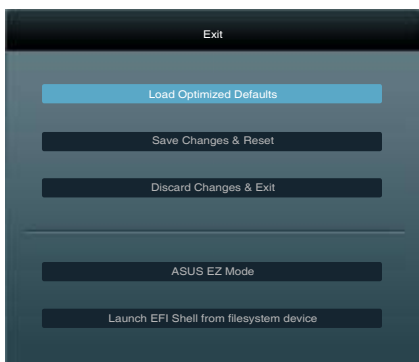 Exit
Load Optimized Defaults
Save Changes & Reset
Discard Changes & Exit
ASUS EZ Mode
Launch EFI Shell from filesystem device